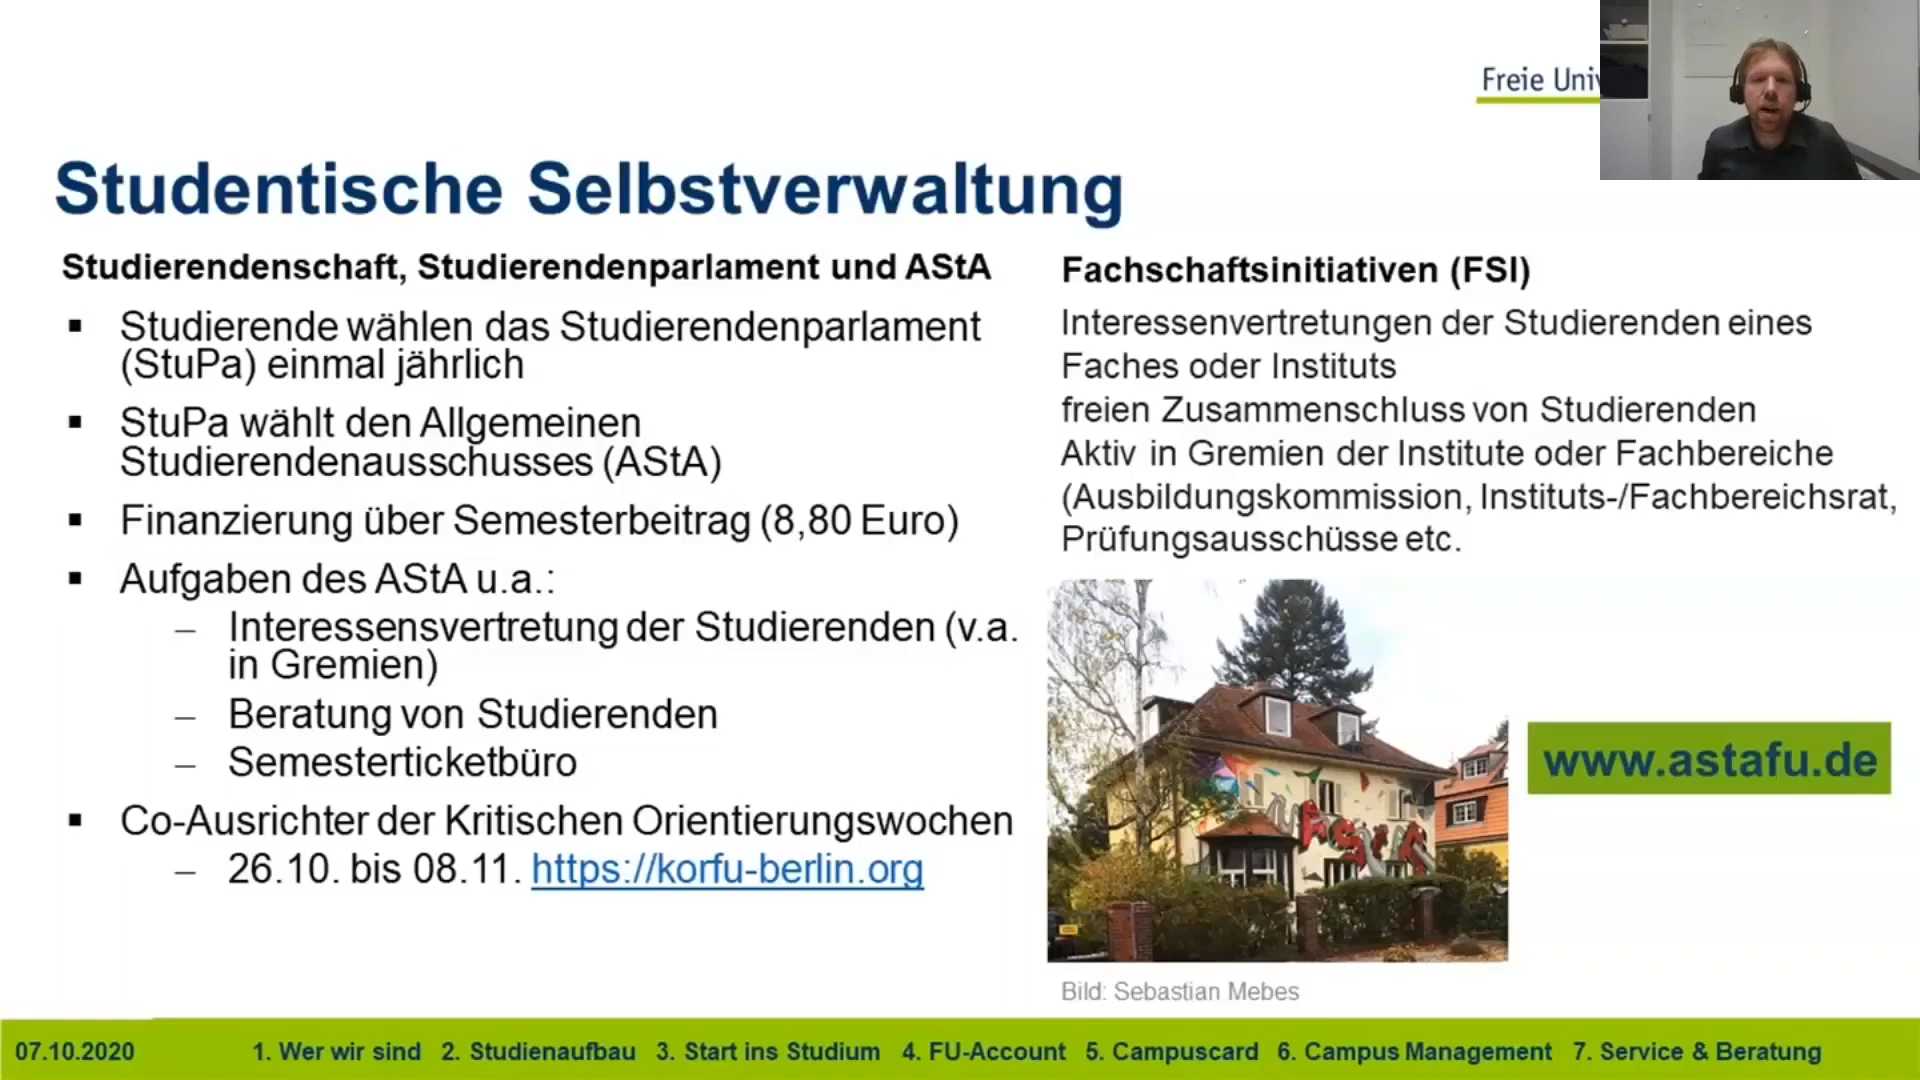 Freie Univ
Studentische Selbstverwaltung
Studierendenschaft, Studierendenparlament und AStA
▪ Studierende wählen das Studierendenparlament
(StuPa) einmal jährlich
▪ StuPa wählt den Allgemeinen
Studierendenausschusses (AStA)
▪ Finanzierung über Semesterbeitrag (8,80 Euro)
▪ Aufgaben des AStA u.a.:
– Interessensvertretung der Studierenden (v.a.
in Gremien)
– Beratung von Studierenden
– Semesterticketbüro
▪ Co-Ausrichter der Kritischen Orientierungswochen
– 26.10. bis 08.11. https://korfu-berlin.org
Fachschaftsinitiativen (FSI)
Interessenvertretungen der Studierenden eines
Faches oder Instituts
freien Zusammenschluss von Studierenden
Aktiv in Gremien der Institute oder Fachbereiche
(Ausbildungskommission, Instituts-/Fachbereichsrat,
Prüfungsausschüsse etc.
www.astafu.de
Bild: Sebastian Mebes
07.10.2020 1. Wer wir sind 2. Studienaufbau 3. Start ins Studium 4. FU-Account 5. Campuscard 6. Campus Management 7. Service & Beratung